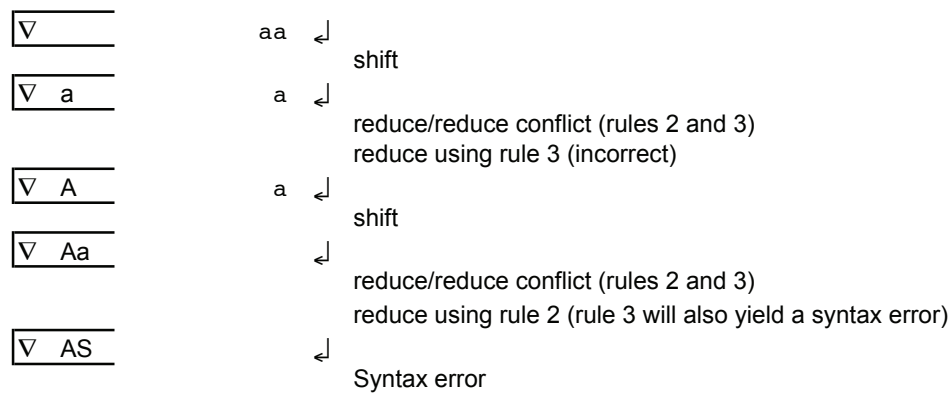 ∇ aa ↲
shift
∇ a a ↲
reduce/reduce conflict (rules 2 and 3)
reduce using rule 3 (incorrect)
∇ A a ↲
shift
∇ Aa ↲
reduce/reduce conflict (rules 2 and 3)
reduce using rule 2 (rule 3 will also yield a syntax error)
∇ AS ↲
Syntax error